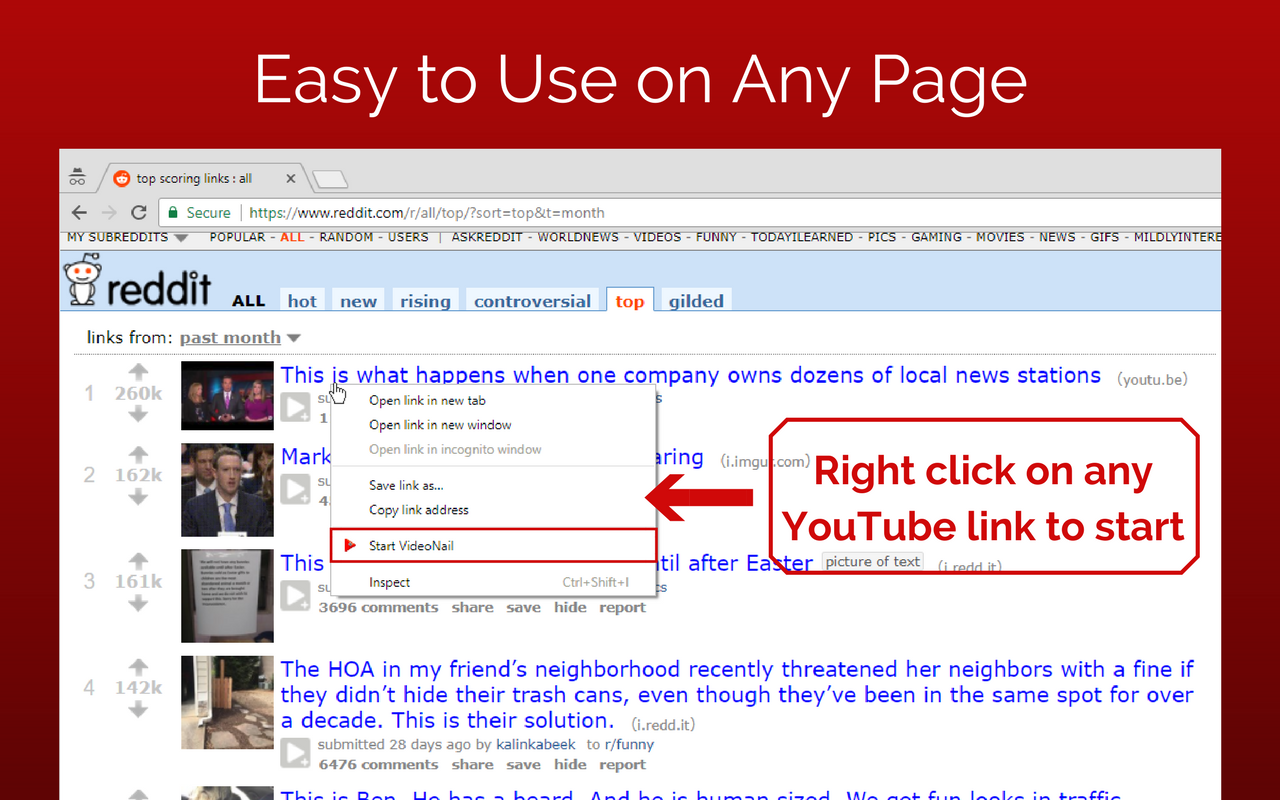 Easy to Use on Any Page
top scoring links : all
Secure | https://www.reddit.com/r/all/top/?sort=top&t=month
MY SUBREDDITS POPULAR - ALL - RANDOM - USERS | ASKREDDIT - WORLDNEWS - VIDEOS - FUNNY - TODAYILEARNED - PICS - GAMING - MOVIES - NEWS - GIFS - MILDLYINTERE
reddit ALL hot new rising controversial top gilded
links from: past month
1 260k
This is what happens when one company owns dozens of local news stations (youtu.be)
su
1
Open link in new tab
Open link in new window
Open link in incognito window
Save link as...
Copy link address
Start VideoNail
Inspect Ctrl+Shift+I
Right click on any
YouTube link to start
2 162k
Mark aring (i.imgur.com)
su
4
3 161k
This til after Easter picture of text (i.redd.it)
su cs
3696 comments share save hide report
4 142k
The HOA in my friend’s neighborhood recently threatened her neighbors with a fine if
they didn’t hide their trash cans, even though they’ve been in the same spot for over
a decade. This is their solution. (i.redd.it)
submitted 28 days ago by kalinkabeek to r/funny
6476 comments share save hide report
This is Ben. He has a beard. And he is human sized. We get fun looks in traffic.